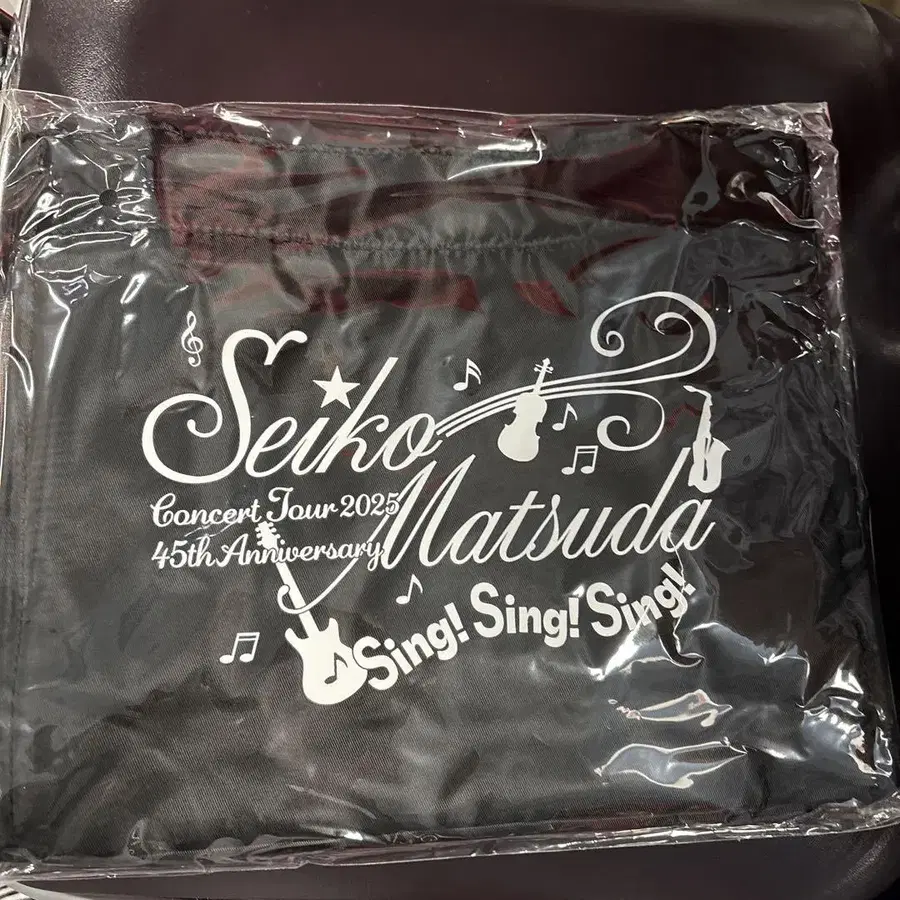 Seiko
Matsuda
Concert Tour 2025
45th Anniversary
Sing! Sing! Sing!